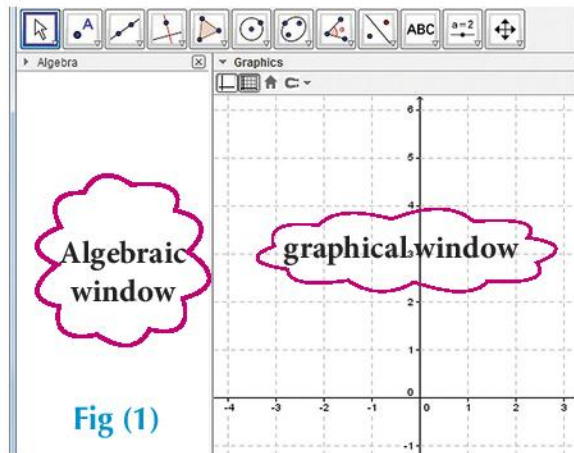 A
ABC
a=2
Algebra
Graphics
Algebraic
window
graphical window
Fig (1)
6
5
4
3
2
1
0
-4
-3
-2
-1
0
1
2
3
-1